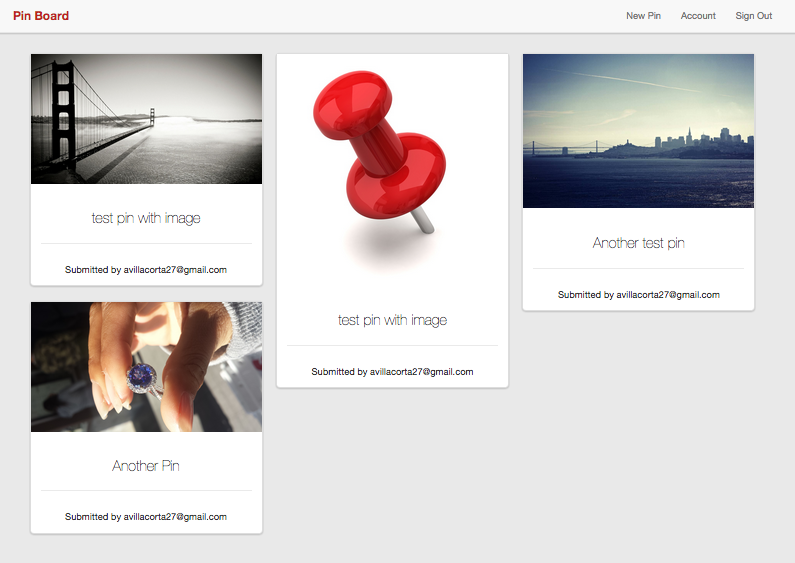 Pin Board
New Pin
Account
Sign Out
test pin with image
Submitted by avillacorta27@gmail.com
test pin with image
Submitted by avillacorta27@gmail.com
Another test pin
Submitted by avillacorta27@gmail.com
Another Pin
Submitted by avillacorta27@gmail.com